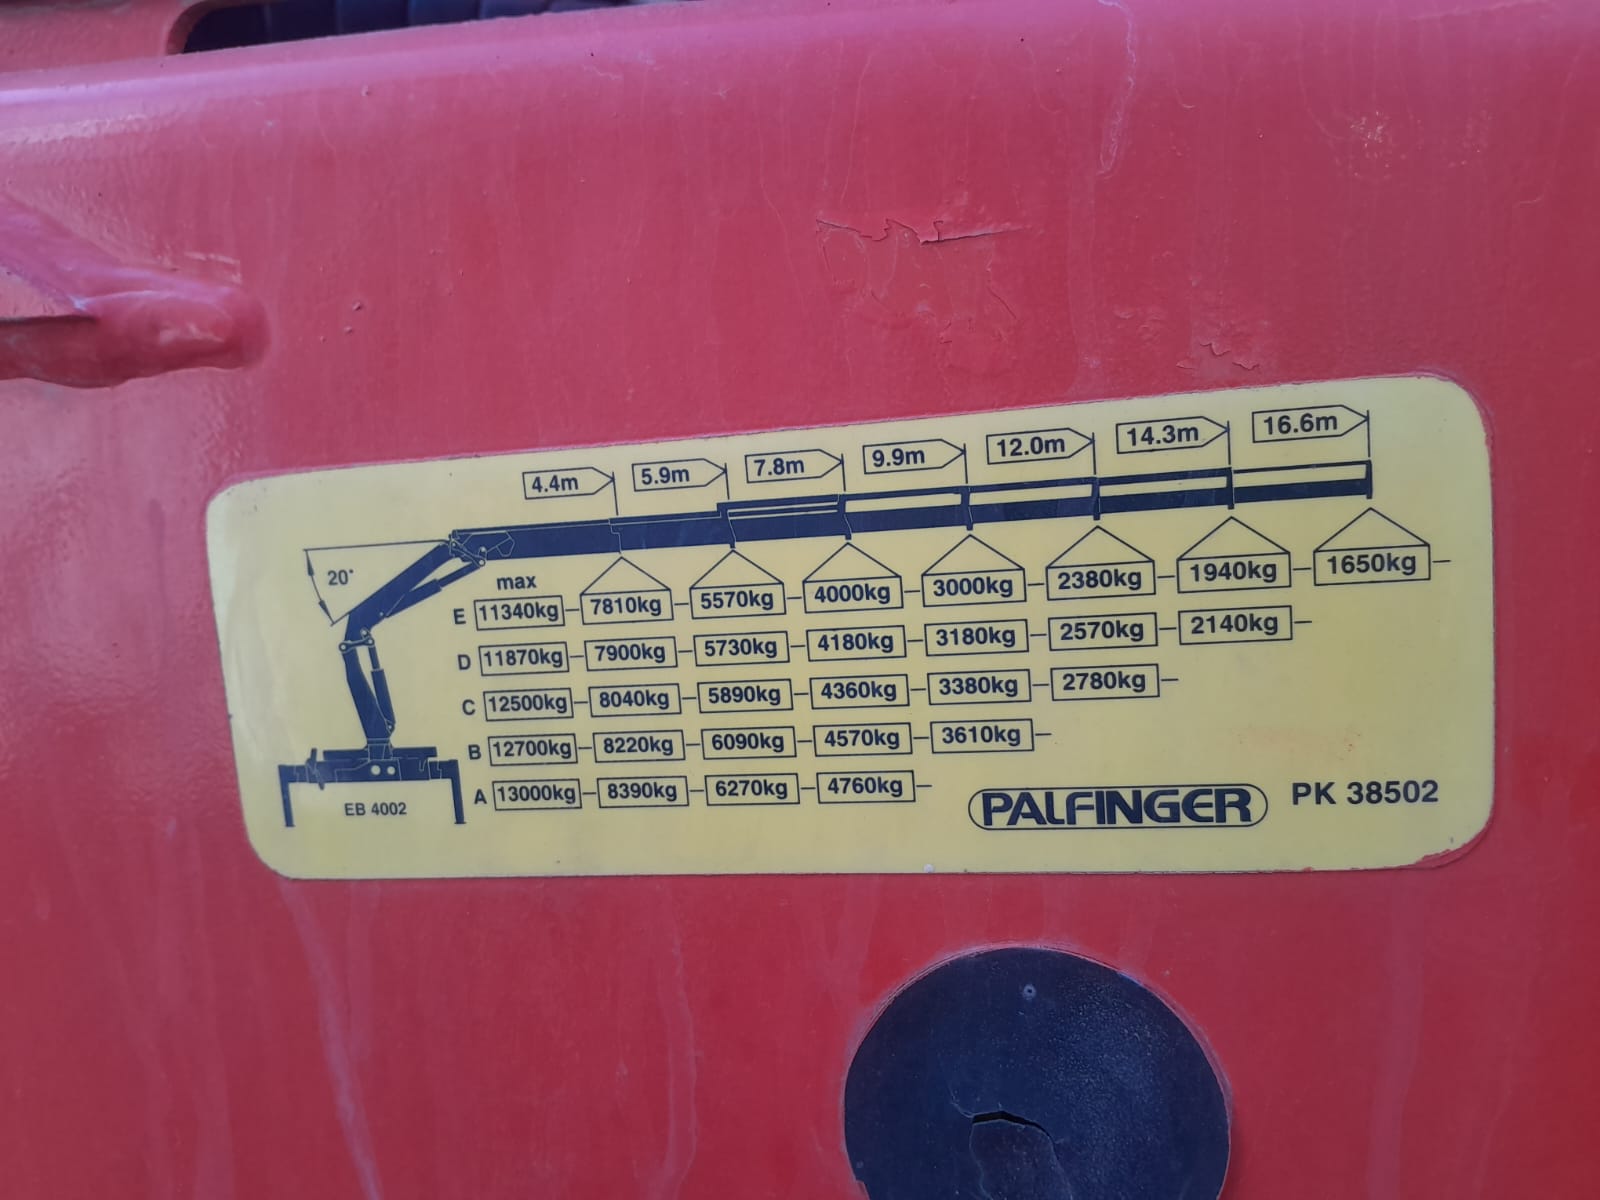 4.4m 5.9m 7.8m 9.9m 12.0m 14.3m 16.6m
20°
max
E 11340kg 7810kg 5570kg 4000kg 3000kg 2380kg 1940kg 1650kg
D 11870kg 7900kg 5730kg 4180kg 3180kg 2570kg 2140kg
C 12500kg 8040kg 5890kg 4360kg 3380kg 2780kg
B 12700kg 8220kg 6090kg 4570kg 3610kg
A 13000kg 8390kg 6270kg 4760kg
EB 4002
PALFINGER PK 38502